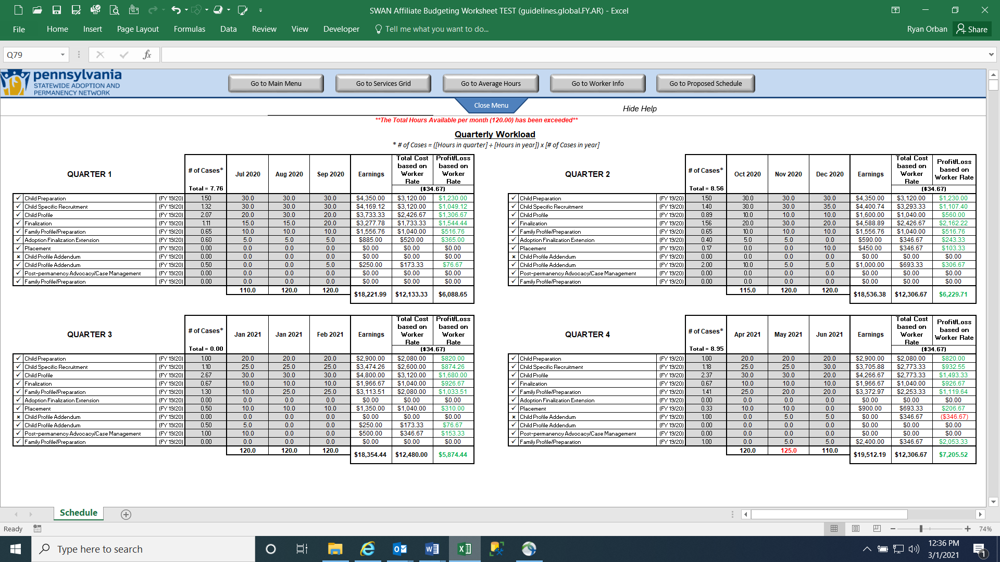 SWAN Affiliate Budgeting Worksheet TEST (guidelines.global.FY.AR) - Excel
File Home Insert Page Layout Formulas Data Review View Developer Tell me what you want to do... Ryan Orban Share
Q79 fx
pennsylvania
STATEWIDE ADOPTION AND
PERMANENCY NETWORK
Go to Main Menu Go to Services Grid Go to Average Hours Go to Worker Info Go to Proposed Schedule
Close Menu
Hide Help
**The Total Hours Available per month (120.00) has been exceeded**
Quarterly Workload
* # of Cases = ([Hours in quarter] ÷ [Hours in year]) x [# of Cases in year]
QUARTER 1 # of Cases* Total = 7.76 Jul 2020 Aug 2020 Sep 2020 Earnings Total Cost based on Worker Rate Profit/Loss based on Worker Rate ($34.67)
Child Preparation (FY 19/20) 1.50 30.0 30.0 30.0 $4,350.00 $3,120.00 $1,230.00
Child Specific Recruitment (FY 19/20) 1.32 30.0 30.0 30.0 $4,169.12 $3,120.00 $1,049.12
Child Profile (FY 19/20) 2.07 20.0 30.0 20.0 $3,733.33 $2,426.67 $1,306.67
Finalization (FY 19/20) 1.11 15.0 15.0 20.0 $3,277.78 $1,733.33 $1,544.44
Family Profile/Preparation (FY 19/20) 0.65 10.0 10.0 10.0 $1,556.76 $1,040.00 $516.76
Adoption Finalization Extension (FY 19/20) 0.60 5.0 5.0 5.0 $885.00 $520.00 $365.00
Placement (FY 19/20) 0.00 0.0 0.0 0.0 $0.00 $0.00 $0.00
Child Profile Addendum (FY 19/20) 0.00 0.0 0.0 0.0 $0.00 $0.00 $0.00
Child Profile Addendum (FY 19/20) 0.50 0.0 0.0 5.0 $250.00 $173.33 $76.67
Post-permanency Advocacy/Case Management (FY 19/20) 0.00 0.0 0.0 0.0 $0.00 $0.00 $0.00
Family Profile/Preparation (FY 19/20) 0.00 0.0 0.0 0.0 $0.00 $0.00 $0.00
110.0 120.0 120.0 $18,221.99 $12,133.33 $6,088.65
QUARTER 2 # of Cases* Total = 8.56 Oct 2020 Nov 2020 Dec 2020 Earnings Total Cost based on Worker Rate Profit/Loss based on Worker Rate ($34.67)
Child Preparation (FY 19/20) 1.50 30.0 30.0 30.0 $4,350.00 $3,120.00 $1,230.00
Child Specific Recruitment (FY 19/20) 1.40 30.0 30.0 35.0 $4,400.74 $3,293.33 $1,107.40
Child Profile (FY 19/20) 0.89 10.0 10.0 10.0 $1,600.00 $1,040.00 $560.00
Finalization (FY 19/20) 1.56 20.0 30.0 20.0 $4,588.89 $2,426.67 $2,162.22
Family Profile/Preparation (FY 19/20) 0.65 10.0 10.0 10.0 $1,556.76 $1,040.00 $516.76
Adoption Finalization Extension (FY 19/20) 0.40 5.0 5.0 0.0 $590.00 $346.67 $243.33
Placement (FY 19/20) 0.17 0.0 0.0 10.0 $450.00 $346.67 $103.33
Child Profile Addendum (FY 19/20) 0.00 0.0 0.0 0.0 $0.00 $0.00 $0.00
Child Profile Addendum (FY 19/20) 2.00 10.0 5.0 5.0 $1,000.00 $693.33 $306.67
Post-permanency Advocacy/Case Management (FY 19/20) 0.00 0.0 0.0 0.0 $0.00 $0.00 $0.00
Family Profile/Preparation (FY 19/20) 0.00 0.0 0.0 0.0 $0.00 $0.00 $0.00
115.0 120.0 120.0 $18,536.38 $12,306.67 $6,229.71
QUARTER 3 # of Cases* Total = 0.00 Jan 2021 Jan 2021 Feb 2021 Earnings Total Cost based on Worker Rate Profit/Loss based on Worker Rate ($34.67)
Child Preparation (FY 19/20) 1.00 20.0 20.0 20.0 $2,900.00 $2,080.00 $820.00
Child Specific Recruitment (FY 19/20) 1.10 25.0 25.0 25.0 $3,474.26 $2,600.00 $874.26
Child Profile (FY 19/20) 2.67 30.0 30.0 30.0 $4,800.00 $3,120.00 $1,680.00
Finalization (FY 19/20) 0.67 10.0 10.0 10.0 $1,966.67 $1,040.00 $926.67
Family Profile/Preparation (FY 19/20) 1.30 10.0 25.0 25.0 $3,113.51 $2,080.00 $1,033.51
Adoption Finalization Extension (FY 19/20) 0.00 0.0 0.0 0.0 $0.00 $0.00 $0.00
Placement (FY 19/20) 0.50 10.0 10.0 10.0 $1,350.00 $1,040.00 $310.00
Child Profile Addendum (FY 19/20) 0.00 0.0 0.0 0.0 $0.00 $0.00 $0.00
Child Profile Addendum (FY 19/20) 0.50 5.0 0.0 0.0 $250.00 $173.33 $76.67
Post-permanency Advocacy/Case Management (FY 19/20) 1.00 10.0 0.0 0.0 $500.00 $346.67 $153.33
Family Profile/Preparation (FY 19/20) 0.00 0.0 0.0 0.0 $0.00 $0.00 $0.00
120.0 120.0 120.0 $18,354.44 $12,480.00 $5,874.44
QUARTER 4 # of Cases* Total = 8.95 Apr 2021 May 2021 Jun 2021 Earnings Total Cost based on Worker Rate Profit/Loss based on Worker Rate ($34.67)
Child Preparation (FY 19/20) 1.00 20.0 20.0 20.0 $2,900.00 $2,080.00 $820.00
Child Specific Recruitment (FY 19/20) 1.18 25.0 25.0 30.0 $3,705.88 $2,773.33 $932.55
Child Profile (FY 19/20) 2.37 30.0 30.0 20.0 $4,266.67 $2,773.33 $1,493.33
Finalization (FY 19/20) 0.67 10.0 10.0 10.0 $1,966.67 $1,040.00 $926.67
Family Profile/Preparation (FY 19/20) 1.41 25.0 20.0 20.0 $3,372.97 $2,253.33 $1,119.64
Adoption Finalization Extension (FY 19/20) 0.00 0.0 0.0 0.0 $0.00 $0.00 $0.00
Placement (FY 19/20) 0.33 10.0 10.0 0.0 $900.00 $693.33 $206.67
Child Profile Addendum (FY 19/20) 1.00 0.0 5.0 5.0 $0.00 $346.67 ($346.67)
Child Profile Addendum (FY 19/20) 0.00 0.0 0.0 0.0 $0.00 $0.00 $0.00
Post-permanency Advocacy/Case Management (FY 19/20) 0.00 0.0 0.0 0.0 $0.00 $0.00 $0.00
Family Profile/Preparation (FY 19/20) 1.00 0.0 5.0 5.0 $2,400.00 $346.67 $2,053.33
120.0 125.0 110.0 $19,512.19 $12,306.67 $7,205.52
Schedule
Ready 74%
Type here to search
12:36 PM
3/1/2021
1